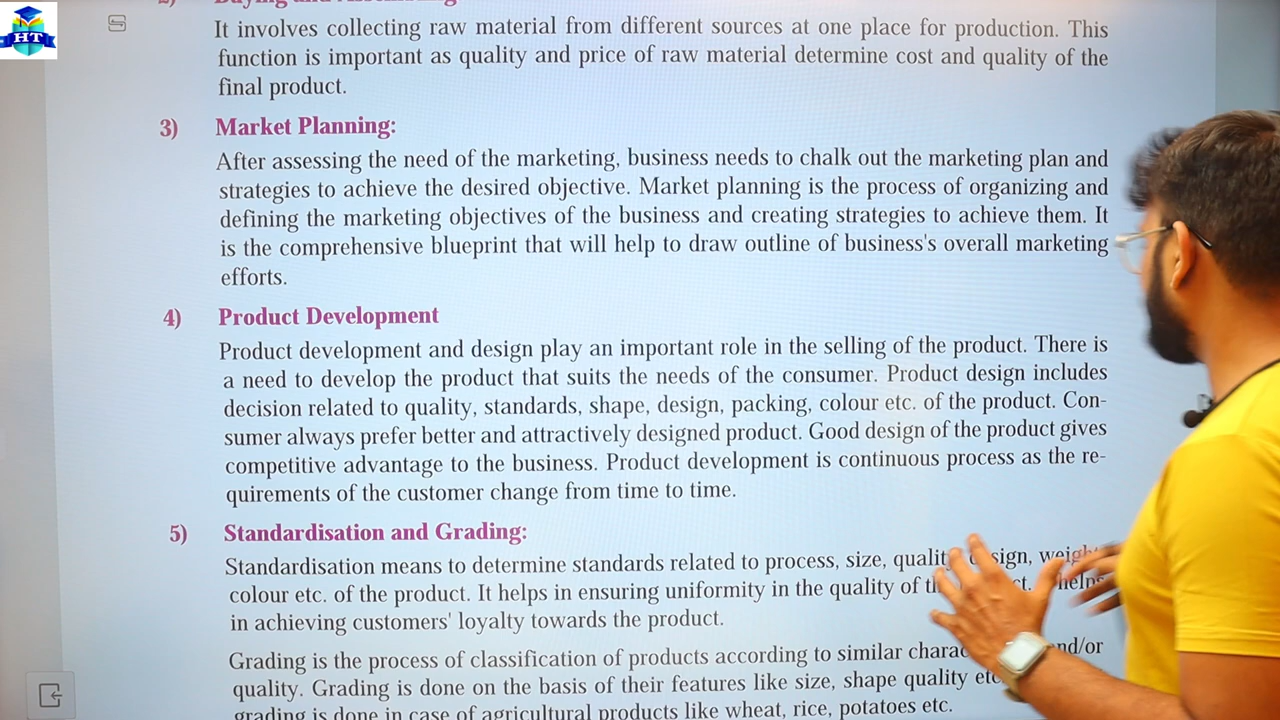 HT
It involves collecting raw material from different sources at one place for production. This
function is important as quality and price of raw material determine cost and quality of the
final product.
3) Market Planning:
After assessing the need of the marketing, business needs to chalk out the marketing plan and
strategies to achieve the desired objective. Market planning is the process of organizing and
defining the marketing objectives of the business and creating strategies to achieve them. It
is the comprehensive blueprint that will help to draw outline of business's overall marketing
efforts.
4) Product Development
Product development and design play an important role in the selling of the product. There is
a need to develop the product that suits the needs of the consumer. Product design includes
decision related to quality, standards, shape, design, packing, colour etc. of the product. Con-
sumer always prefer better and attractively designed product. Good design of the product gives
competitive advantage to the business. Product development is continuous process as the re-
quirements of the customer change from time to time.
5) Standardisation and Grading:
Standardisation means to determine standards related to process, size,
colour etc. of the product. It helps in ensuring uniformity in the quality of helps
in achieving customers' loyalty towards the product.
Grading is the process of classification of products according to similar and/or
quality. Grading is done on the basis of their features like size, shape quality
grading is done in case of agricultural products like wheat, rice, potatoes etc.